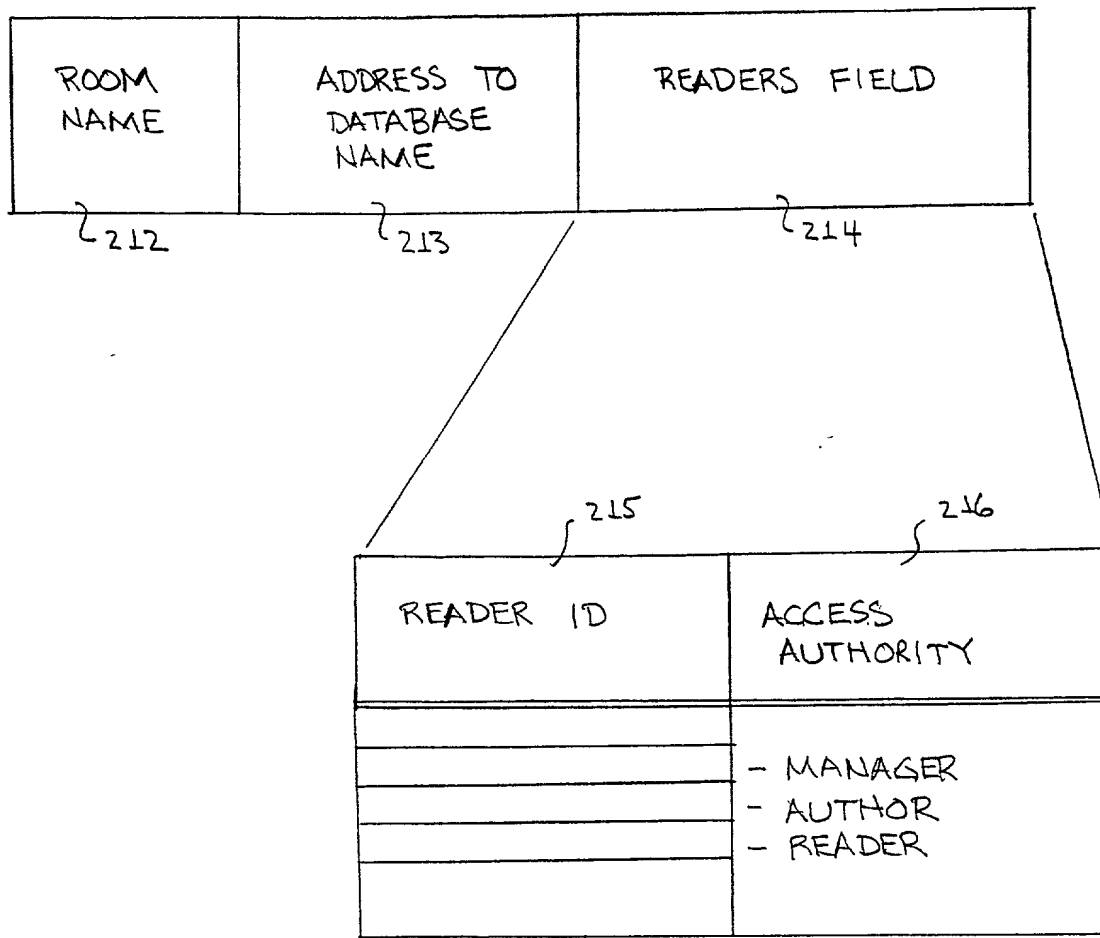 ROOM
NAME
ADDRESS TO
DATABASE
NAME
READERS FIELD
212
213
214
215
216
READER ID
ACCESS
AUTHORITY
- MANAGER
- AUTHOR
- READER